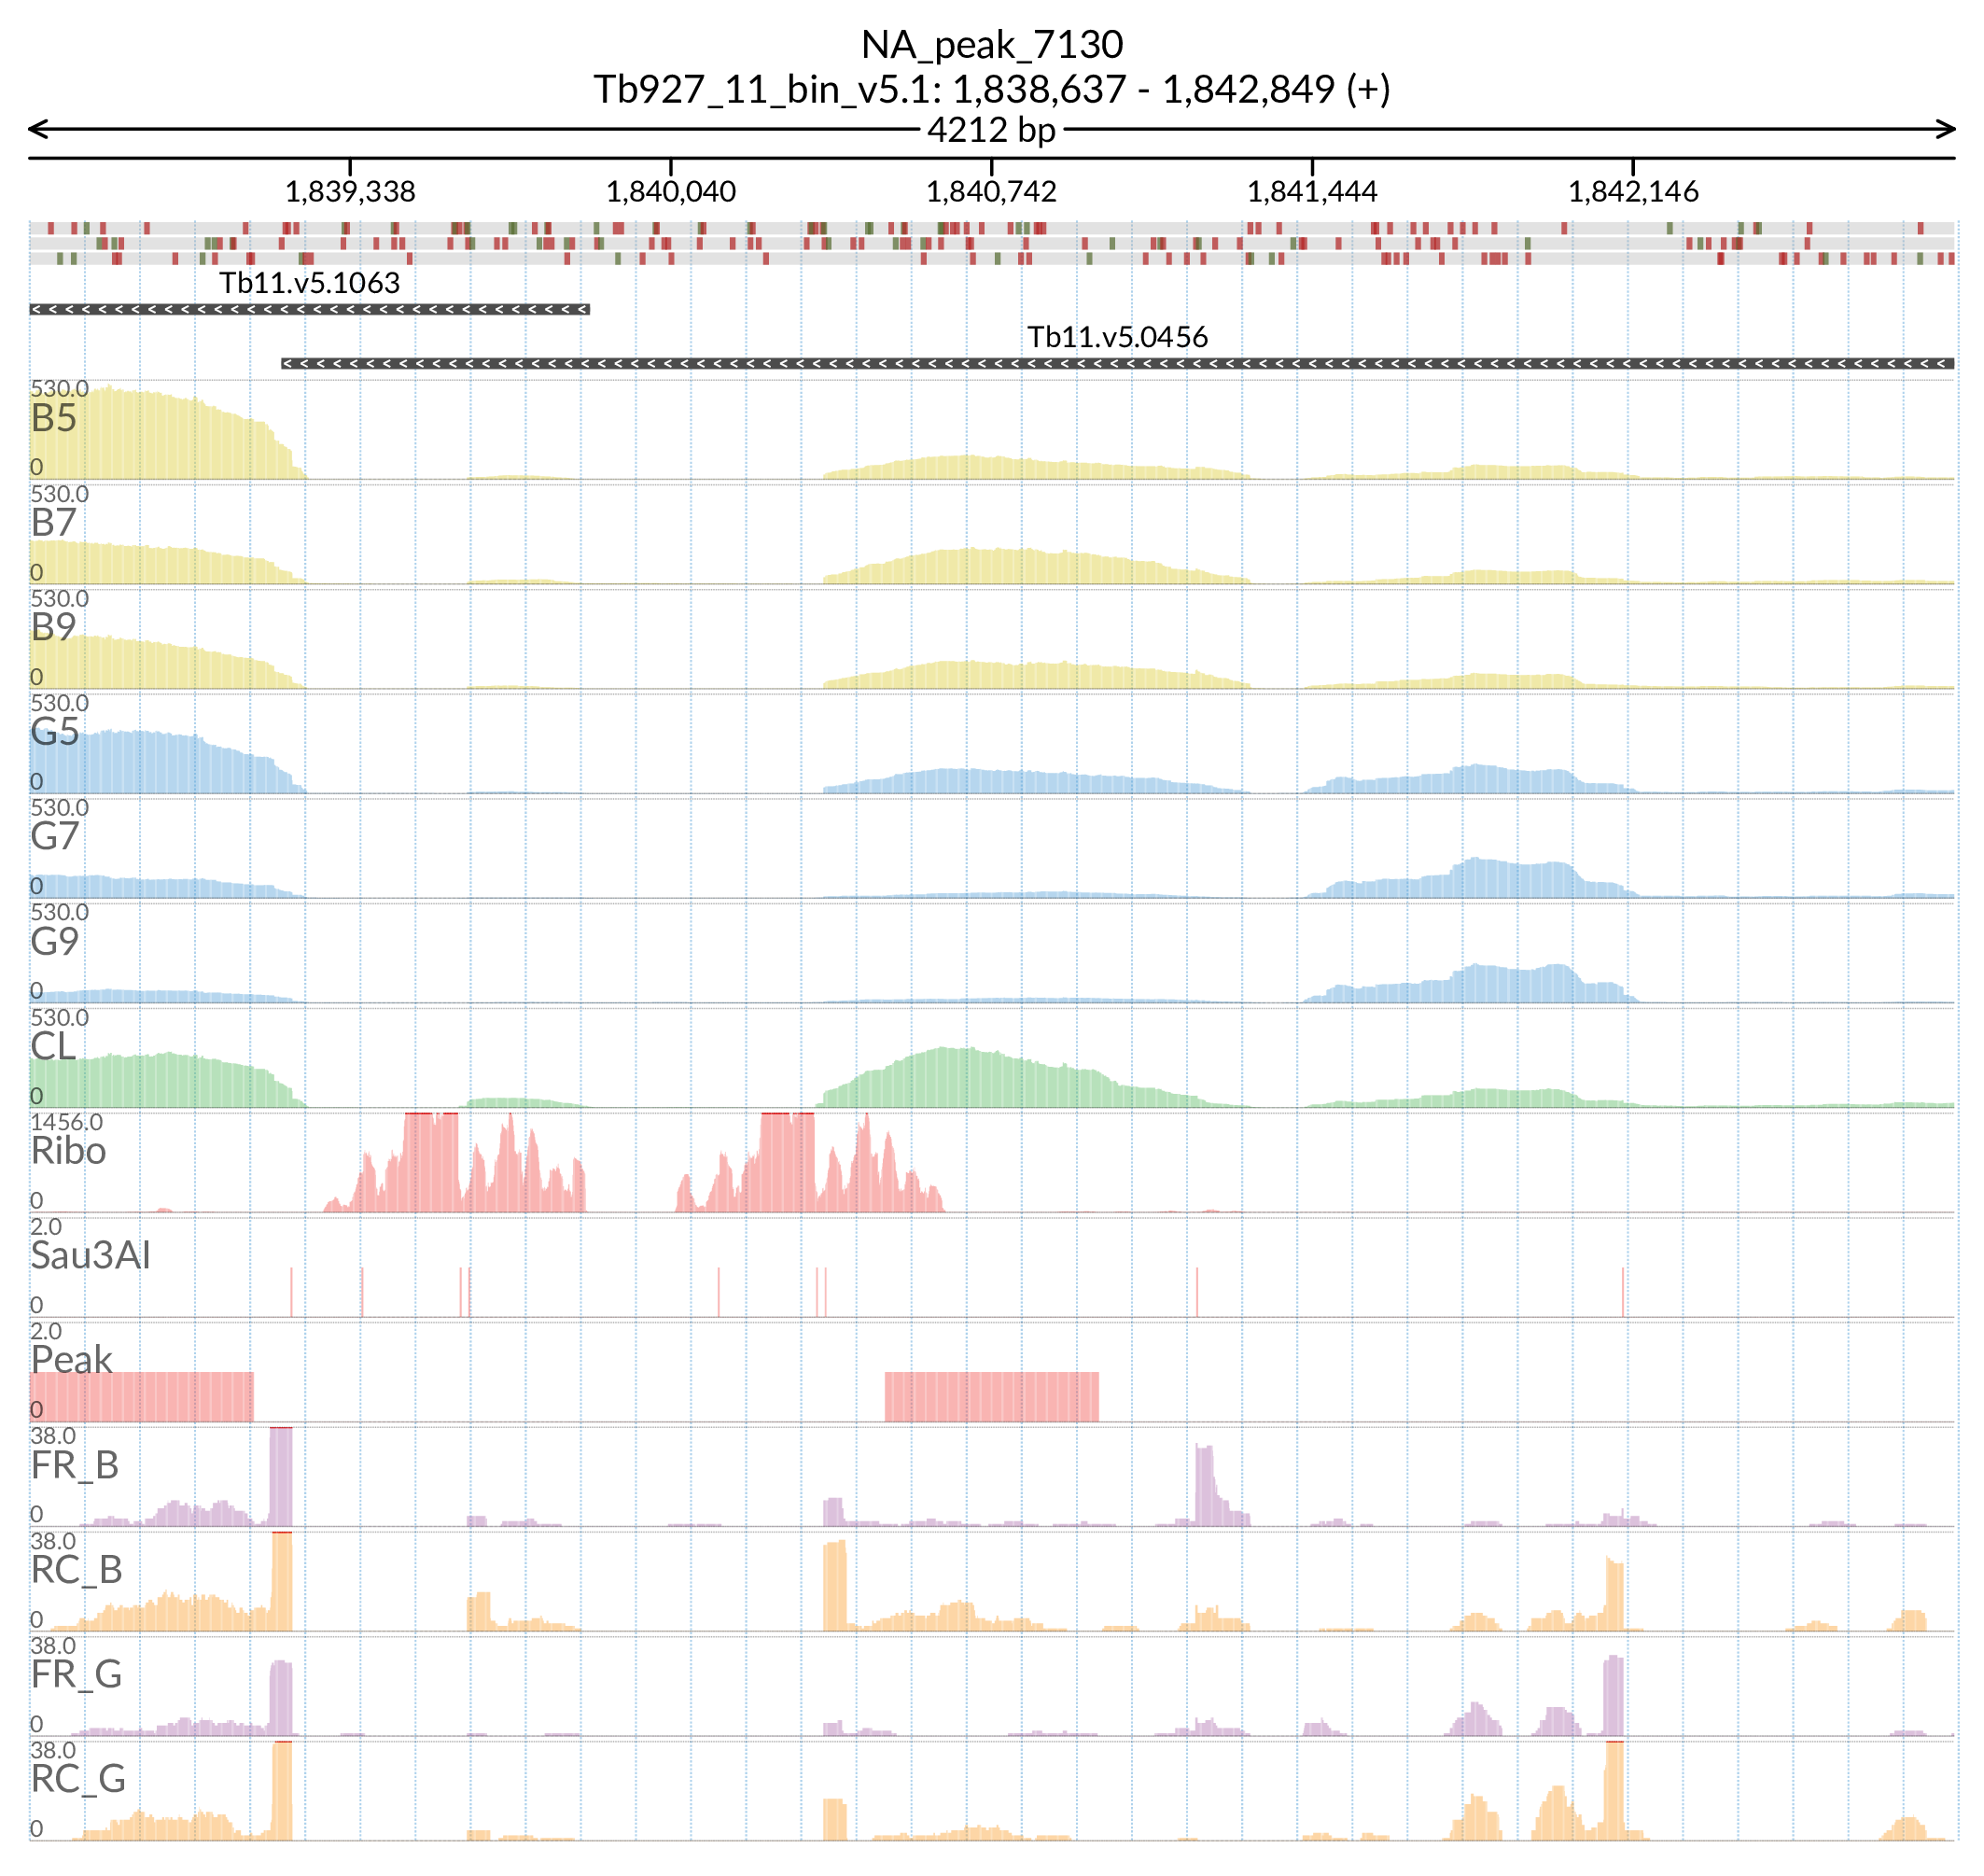 NA_peak_7130
Tb927_11_bin_v5.1: 1,838,637 - 1,842,849 (+)
4212 bp
1,839,338 1,840,040 1,840,742 1,841,444 1,842,146
Tb11.v5.1063
Tb11.v5.0456
530.0
B5
0
530.0
B7
0
530.0
B9
0
530.0
G5
0
530.0
G7
0
530.0
G9
0
530.0
CL
0
1456.0
Ribo
0
2.0
Sau3AI
0
2.0
Peak
0
38.0
FR_B
0
38.0
RC_B
0
38.0
FR_G
0
38.0
RC_G
0